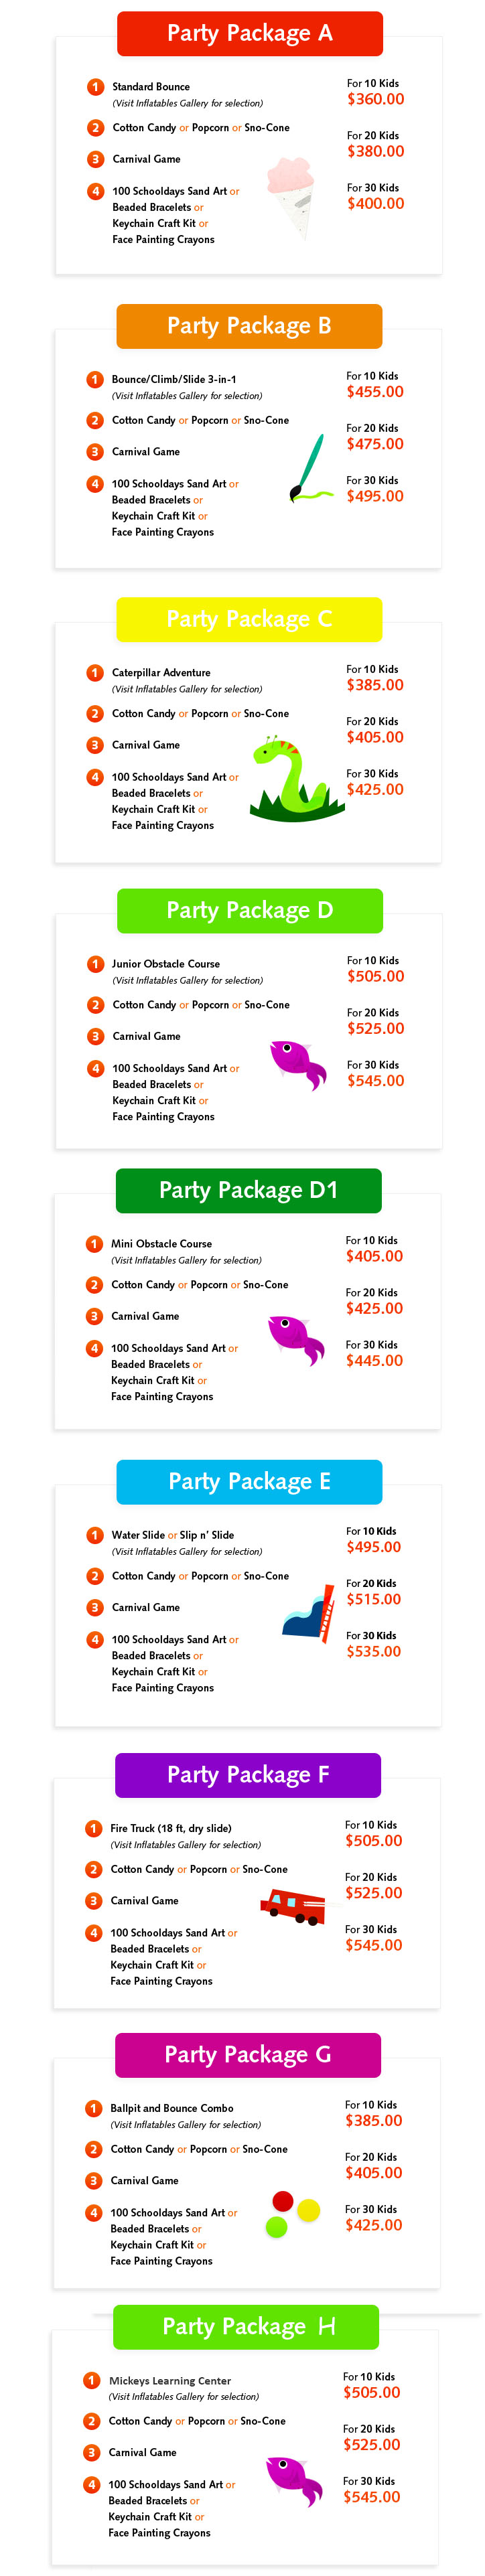 Party Package A
1 Standard Bounce
(Visit Inflatables Gallery for selection)
2 Cotton Candy or Popcorn or Sno-Cone
3 Carnival Game
4 100 Schooldays Sand Art or
Beaded Bracelets or
Keychain Craft Kit or
Face Painting Crayons
For 10 Kids
$360.00
For 20 Kids
$380.00
For 30 Kids
$400.00
Party Package B
1 Bounce/Climb/Slide 3-in-1
(Visit Inflatables Gallery for selection)
2 Cotton Candy or Popcorn or Sno-Cone
3 Carnival Game
4 100 Schooldays Sand Art or
Beaded Bracelets or
Keychain Craft Kit or
Face Painting Crayons
For 10 Kids
$455.00
For 20 Kids
$475.00
For 30 Kids
$495.00
Party Package C
1 Caterpillar Adventure
(Visit Inflatables Gallery for selection)
2 Cotton Candy or Popcorn or Sno-Cone
3 Carnival Game
4 100 Schooldays Sand Art or
Beaded Bracelets or
Keychain Craft Kit or
Face Painting Crayons
For 10 Kids
$385.00
For 20 Kids
$405.00
For 30 Kids
$425.00
Party Package D
1 Junior Obstacle Course
(Visit Inflatables Gallery for selection)
2 Cotton Candy or Popcorn or Sno-Cone
3 Carnival Game
4 100 Schooldays Sand Art or
Beaded Bracelets or
Keychain Craft Kit or
Face Painting Crayons
For 10 Kids
$505.00
For 20 Kids
$525.00
For 30 Kids
$545.00
Party Package D1
1 Mini Obstacle Course
(Visit Inflatables Gallery for selection)
2 Cotton Candy or Popcorn or Sno-Cone
3 Carnival Game
4 100 Schooldays Sand Art or
Beaded Bracelets or
Keychain Craft Kit or
Face Painting Crayons
For 10 Kids
$405.00
For 20 Kids
$425.00
For 30 Kids
$445.00
Party Package E
1 Water Slide or Slip n' Slide
(Visit Inflatables Gallery for selection)
2 Cotton Candy or Popcorn or Sno-Cone
3 Carnival Game
4 100 Schooldays Sand Art or
Beaded Bracelets or
Keychain Craft Kit or
Face Painting Crayons
For 10 Kids
$495.00
For 20 Kids
$515.00
For 30 Kids
$535.00
Party Package F
1 Fire Truck (18 ft, dry slide)
(Visit Inflatables Gallery for selection)
2 Cotton Candy or Popcorn or Sno-Cone
3 Carnival Game
4 100 Schooldays Sand Art or
Beaded Bracelets or
Keychain Craft Kit or
Face Painting Crayons
For 10 Kids
$505.00
For 20 Kids
$525.00
For 30 Kids
$545.00
Party Package G
1 Ballpit and Bounce Combo
(Visit Inflatables Gallery for selection)
2 Cotton Candy or Popcorn or Sno-Cone
3 Carnival Game
4 100 Schooldays Sand Art or
Beaded Bracelets or
Keychain Craft Kit or
Face Painting Crayons
For 10 Kids
$385.00
For 20 Kids
$405.00
For 30 Kids
$425.00
Party Package H
1 Mickeys Learning Center
(Visit Inflatables Gallery for selection)
2 Cotton Candy or Popcorn or Sno-Cone
3 Carnival Game
4 100 Schooldays Sand Art or
Beaded Bracelets or
Keychain Craft Kit or
Face Painting Crayons
For 10 Kids
$505.00
For 20 Kids
$525.00
For 30 Kids
$545.00